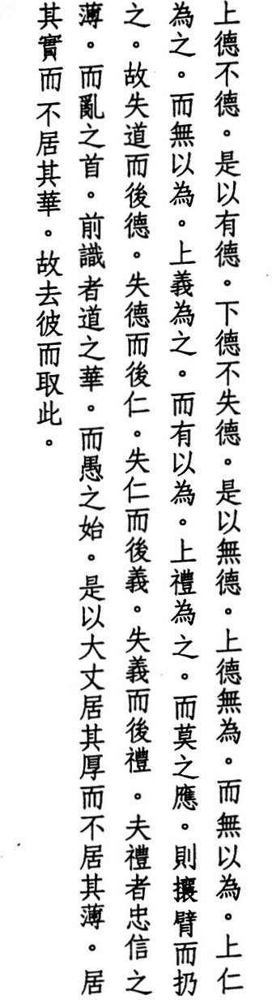 上德不德。是以有德。下德不失德。是以無德。上德無為。而無以為。上仁
為之。而無以為。上義為之。而有以為。上禮為之。而莫之應。則攘臂而扔
之。故失道而後德。失德而後仁。失仁而後義。失義而後禮。夫禮者忠信之
薄。而亂之首。前識者道之華。而愚之始。是以大丈居其厚而不居其薄。居
其實而不居其華。故去彼而取此。